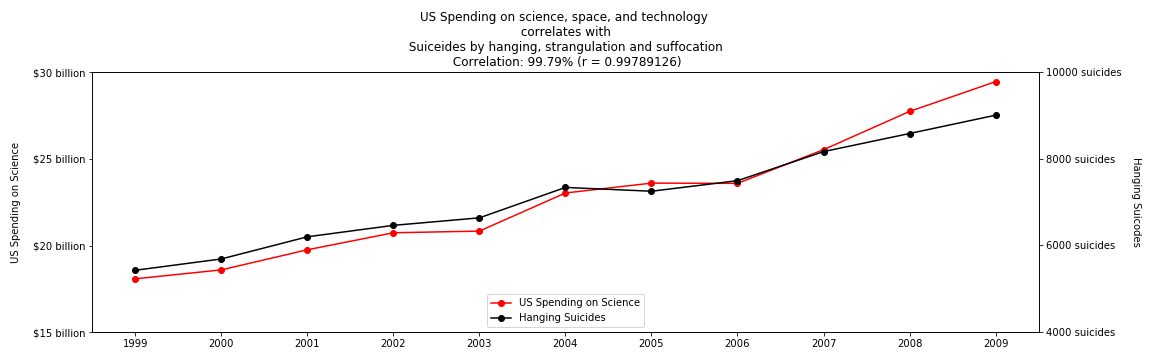 US Spending on science, space, and technology
correlates with
Suiceides by hanging, strangulation and suffocation
Correlation: 99.79% (r = 0.99789126)
$30 billion
$25 billion
$20 billion
$15 billion
US Spending on Science
10000 suicides
8000 suicides
6000 suicides
4000 suicides
Hanging Suicodes
US Spending on Science
Hanging Suicides
1999 2000 2001 2002 2003 2004 2005 2006 2007 2008 2009